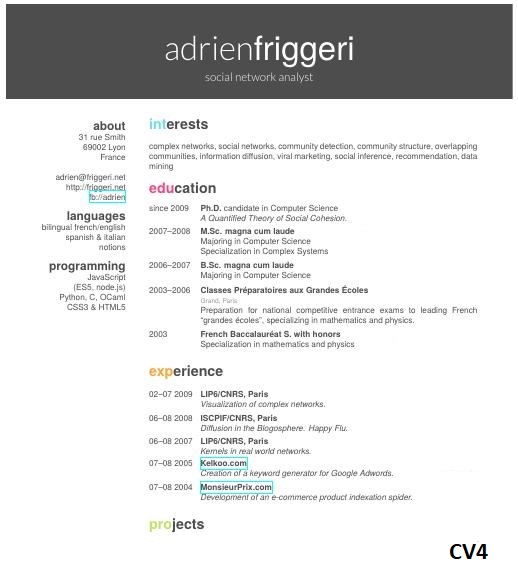 adrienfriggeri
social network analyst
about
31 rue Smith
69002 Lyon
France
adrien@friggeri.net
http://friggeri.net
fb://adrien
languages
bilingual french/english
spanish & italian
notions
programming
JavaScript
(ES5, node.js)
Python, C, OCaml
CSS3 & HTML5
interests
complex networks, social networks, community detection, community structure, overlapping
communities, information diffusion, viral marketing, social inference, recommendation, data
mining
education
since 2009 Ph.D. candidate in Computer Science
A Quantified Theory of Social Cohesion.
2007–2008 M.Sc. magna cum laude
Majoring in Computer Science
Specialization in Complex Systems
2006–2007 B.Sc. magna cum laude
Majoring in Computer Science
2003–2006 Classes Préparatoires aux Grandes Écoles
Grand, Paris
Preparation for national competitive entrance exams to leading French
"grandes écoles", specializing in mathematics and physics.
2003 French Baccalauréat S. with honors
Specialization in mathematics and physics
experience
02–07 2009 LIP6/CNRS, Paris
Visualization of complex networks.
06–08 2008 ISCPIF/CNRS, Paris
Diffusion in the Blogosphere. Happy Flu.
06–08 2007 LIP6/CNRS, Paris
Kernels in real world networks.
07–08 2005 Kelkoo.com
Creation of a keyword generator for Google Adwords.
07–08 2004 MonsieurPrix.com
Development of an e-commerce product indexation spider.
projects
CV4